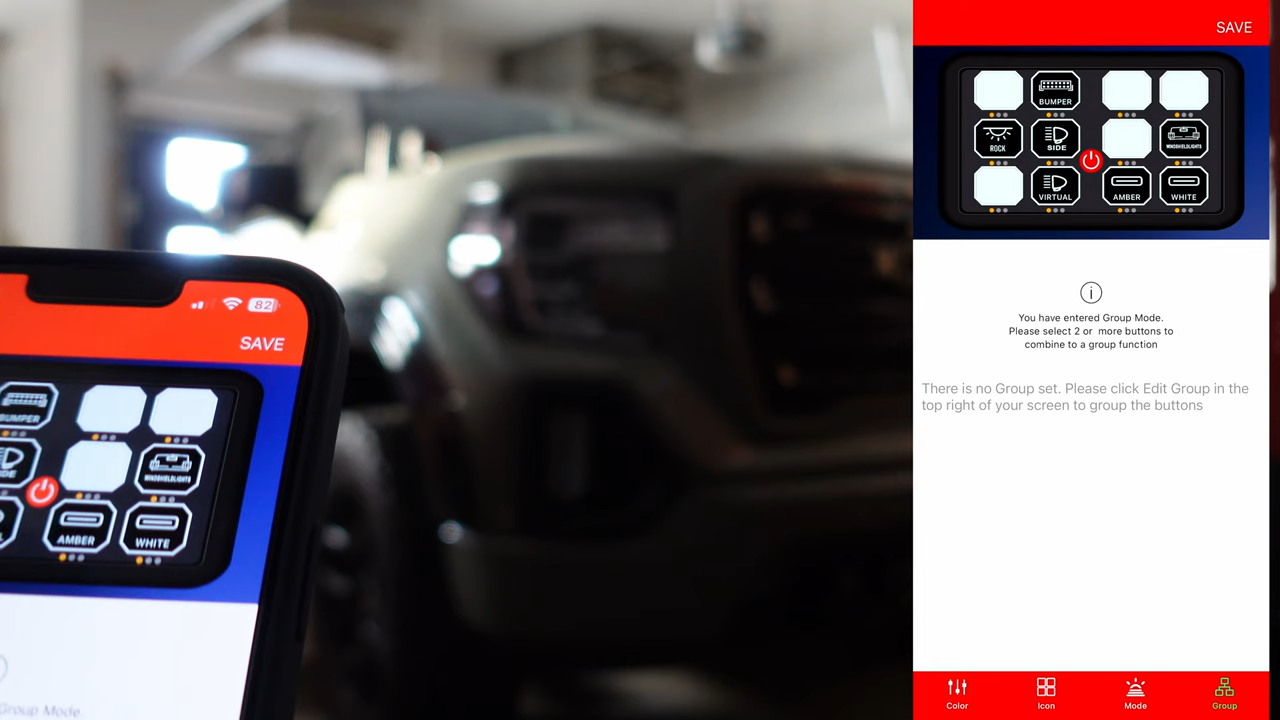 82
SAVE
BUMPER
WINDSHIELDLIGHTS
AMBER
WHITE
Group Mode
SAVE
BUMPER
ROCK
SIDE
WINDSHIELDLIGHTS
VIRTUAL
AMBER
WHITE
You have entered Group Mode.
Please select 2 or more buttons to
combine to a group function
There is no Group set. Please click Edit Group in the
top right of your screen to group the buttons
Color
Icon
Mode
Group